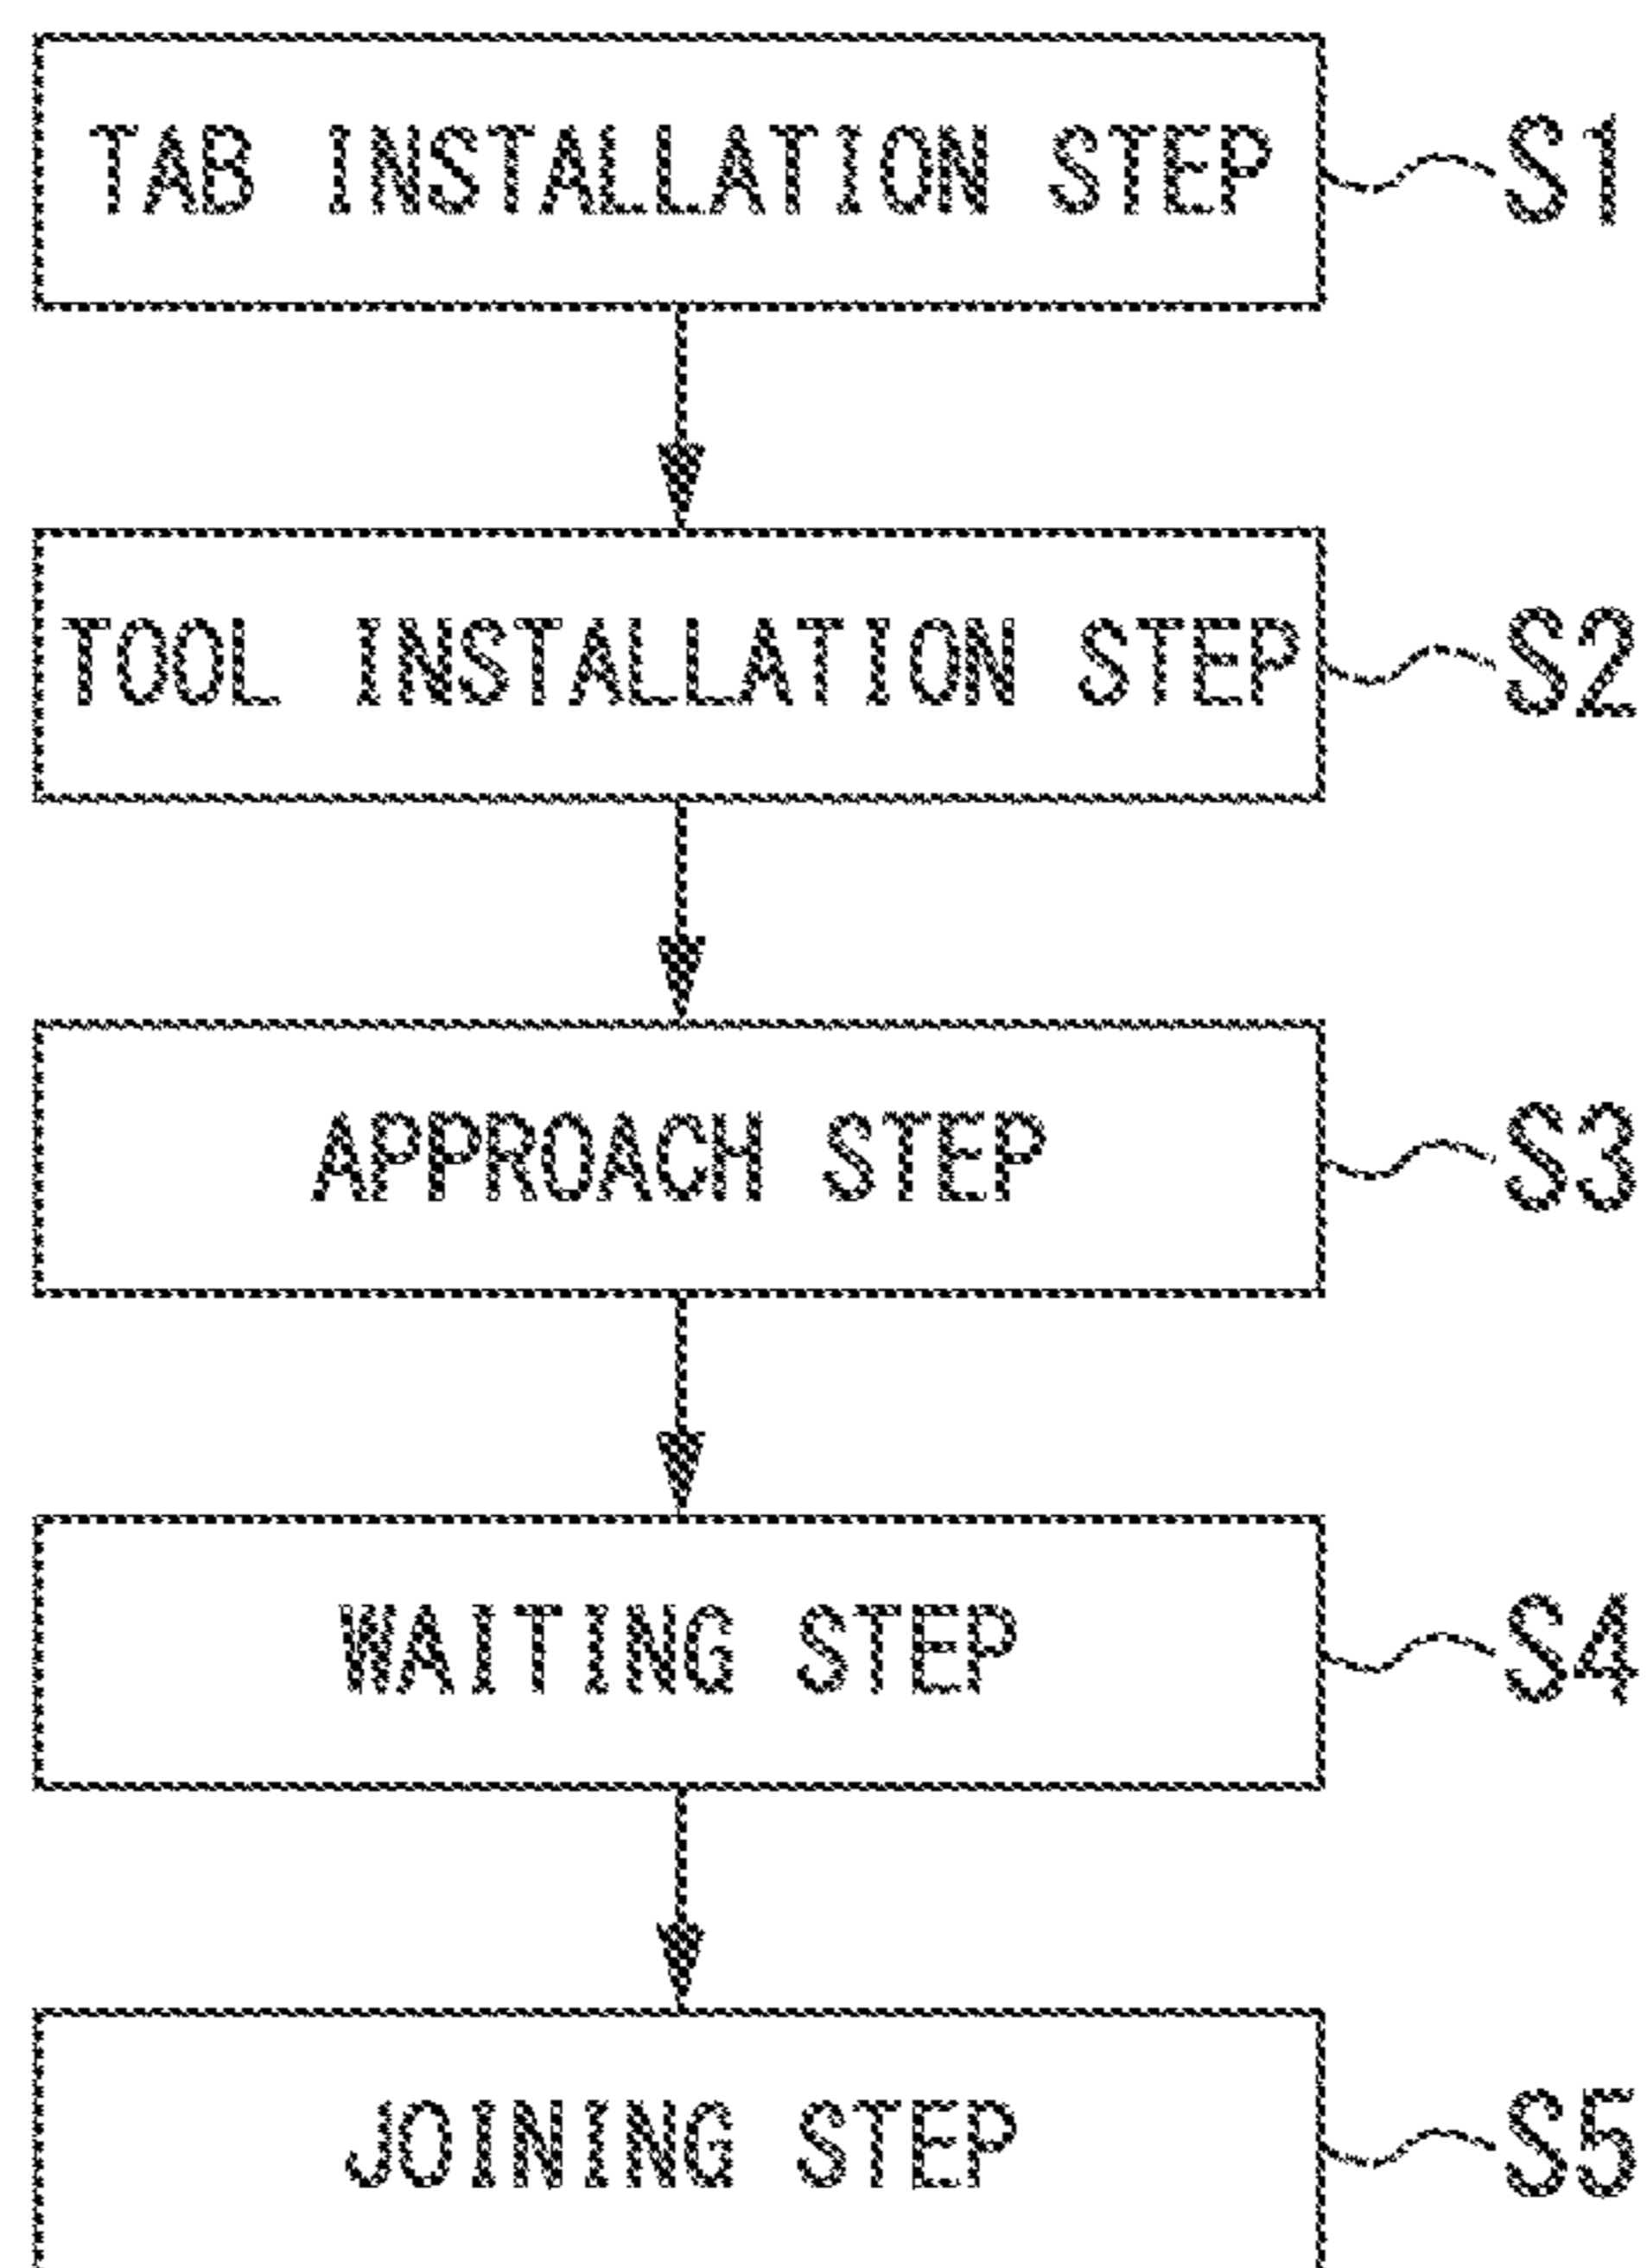 TAB INSTALLATION STEP S1
TOOL INSTALLATION STEP S2
APPROACH STEP S3
WAITING STEP S4
JOINING STEP S5